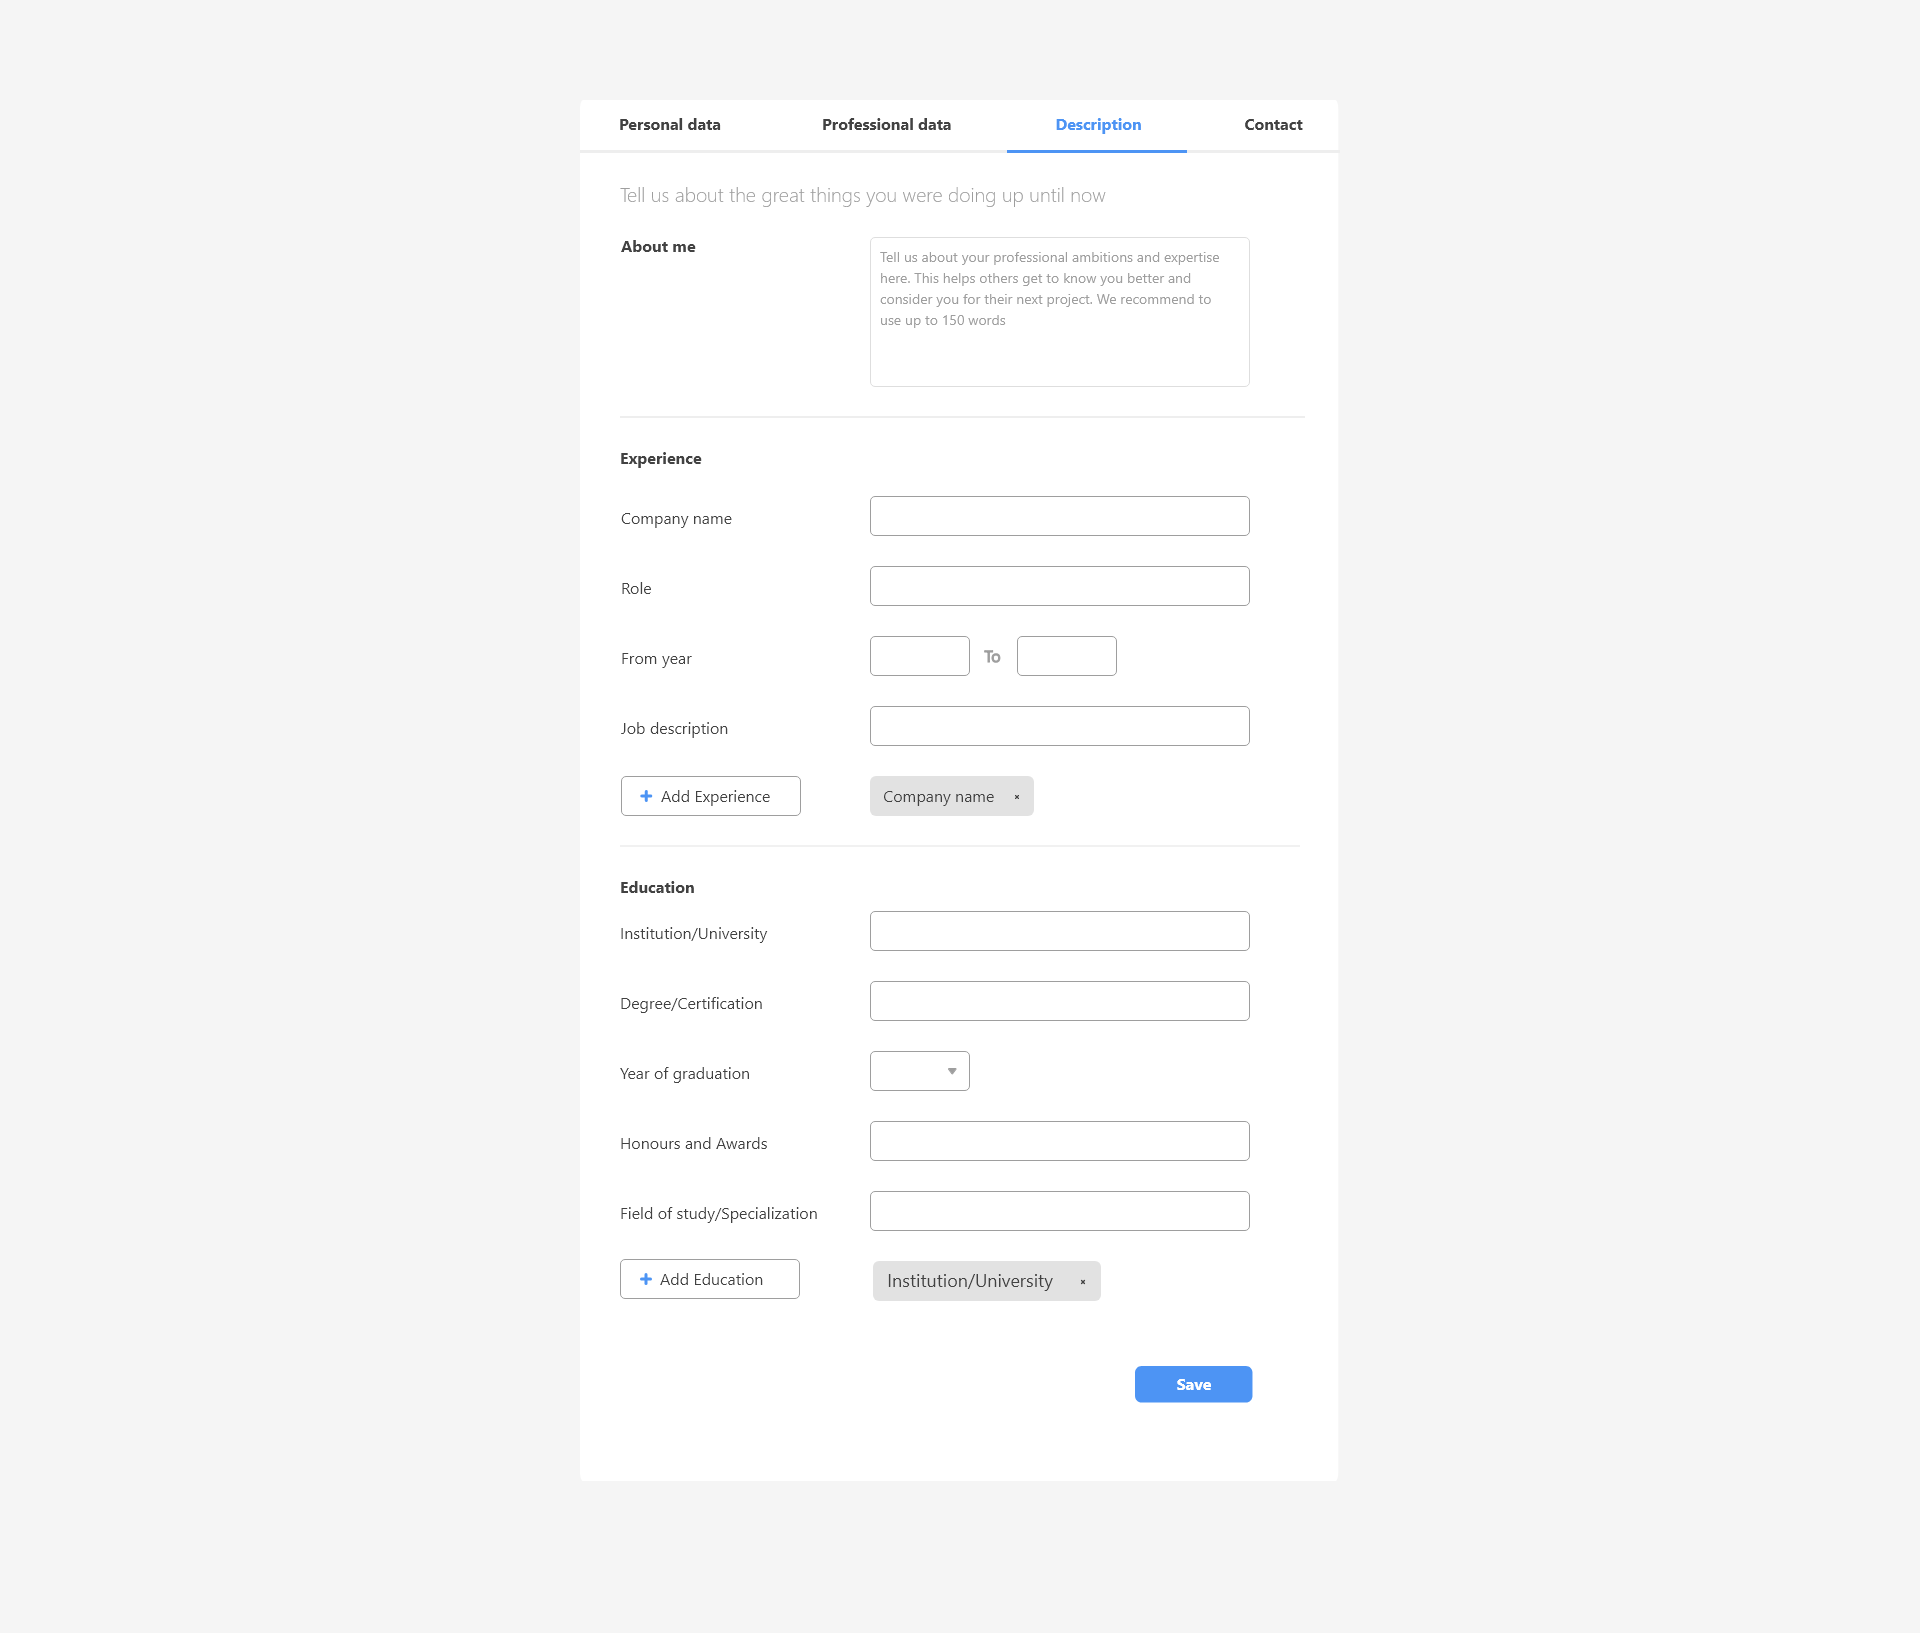 Personal data Professional data Description Contact
Tell us about the great things you were doing up until now
About me
Tell us about your professional ambitions and expertise
here. This helps others get to know you better and
consider you for their next project. We recommend to
use up to 150 words
Experience
Company name
Role
From year To
Job description
+ Add Experience Company name ×
Education
Institution/University
Degree/Certification
Year of graduation
Honours and Awards
Field of study/Specialization
+ Add Education Institution/University ×
Save